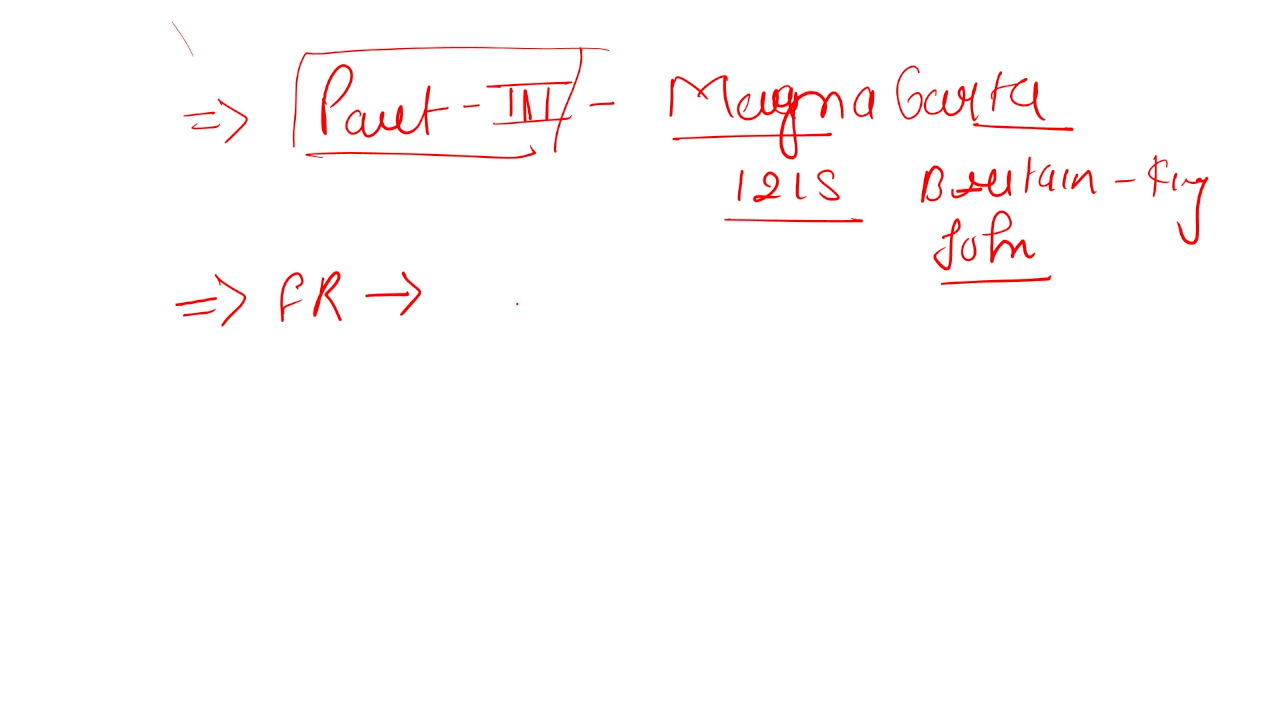 => Part - III - Magna Carta
1215 Britain - King
John
=> FR →